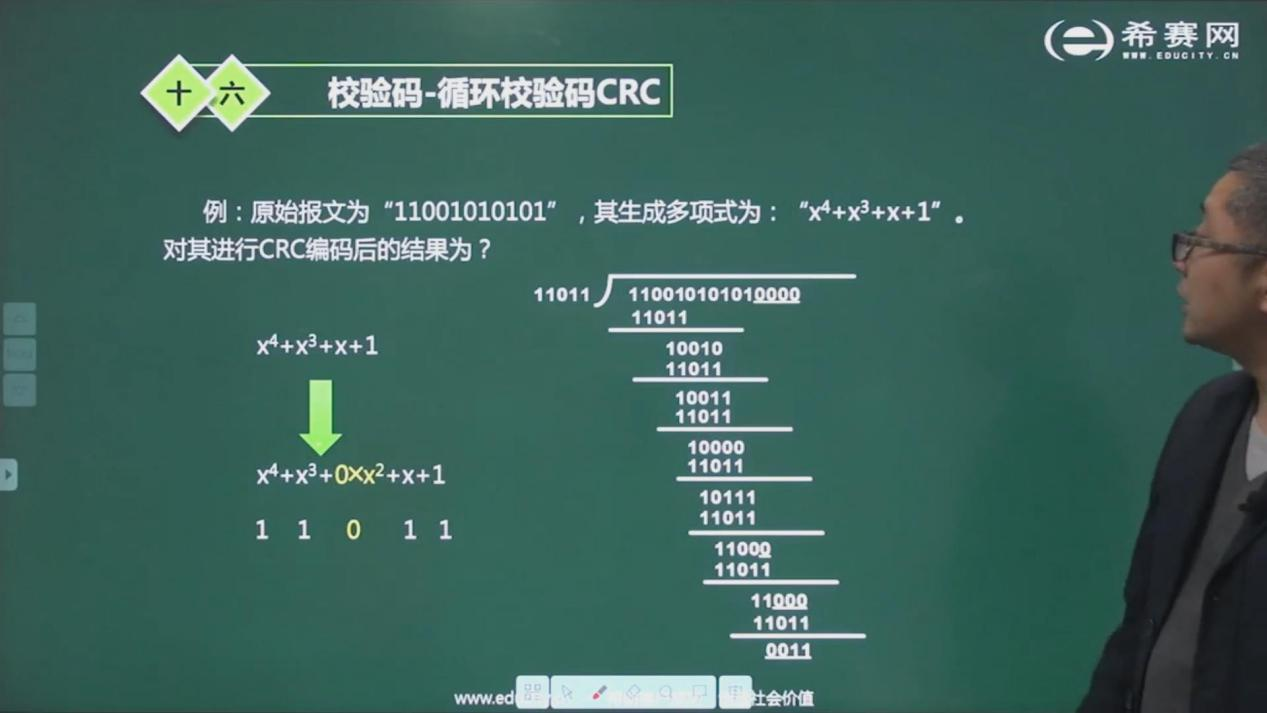 希赛网
WWW.EDUCITY.CN
十六 校验码-循环校验码CRC
例：原始报文为“11001010101”，其生成多项式为：“x⁴+x³+x+1”。
对其进行CRC编码后的结果为？
x⁴+x³+x+1
x⁴+x³+0×x²+x+1
1 1 0 1 1
11011 110010101010000
11011
10010
11011
10011
11011
10000
11011
10111
11011
11000
11011
11000
11011
0011
www.edu 社会价值